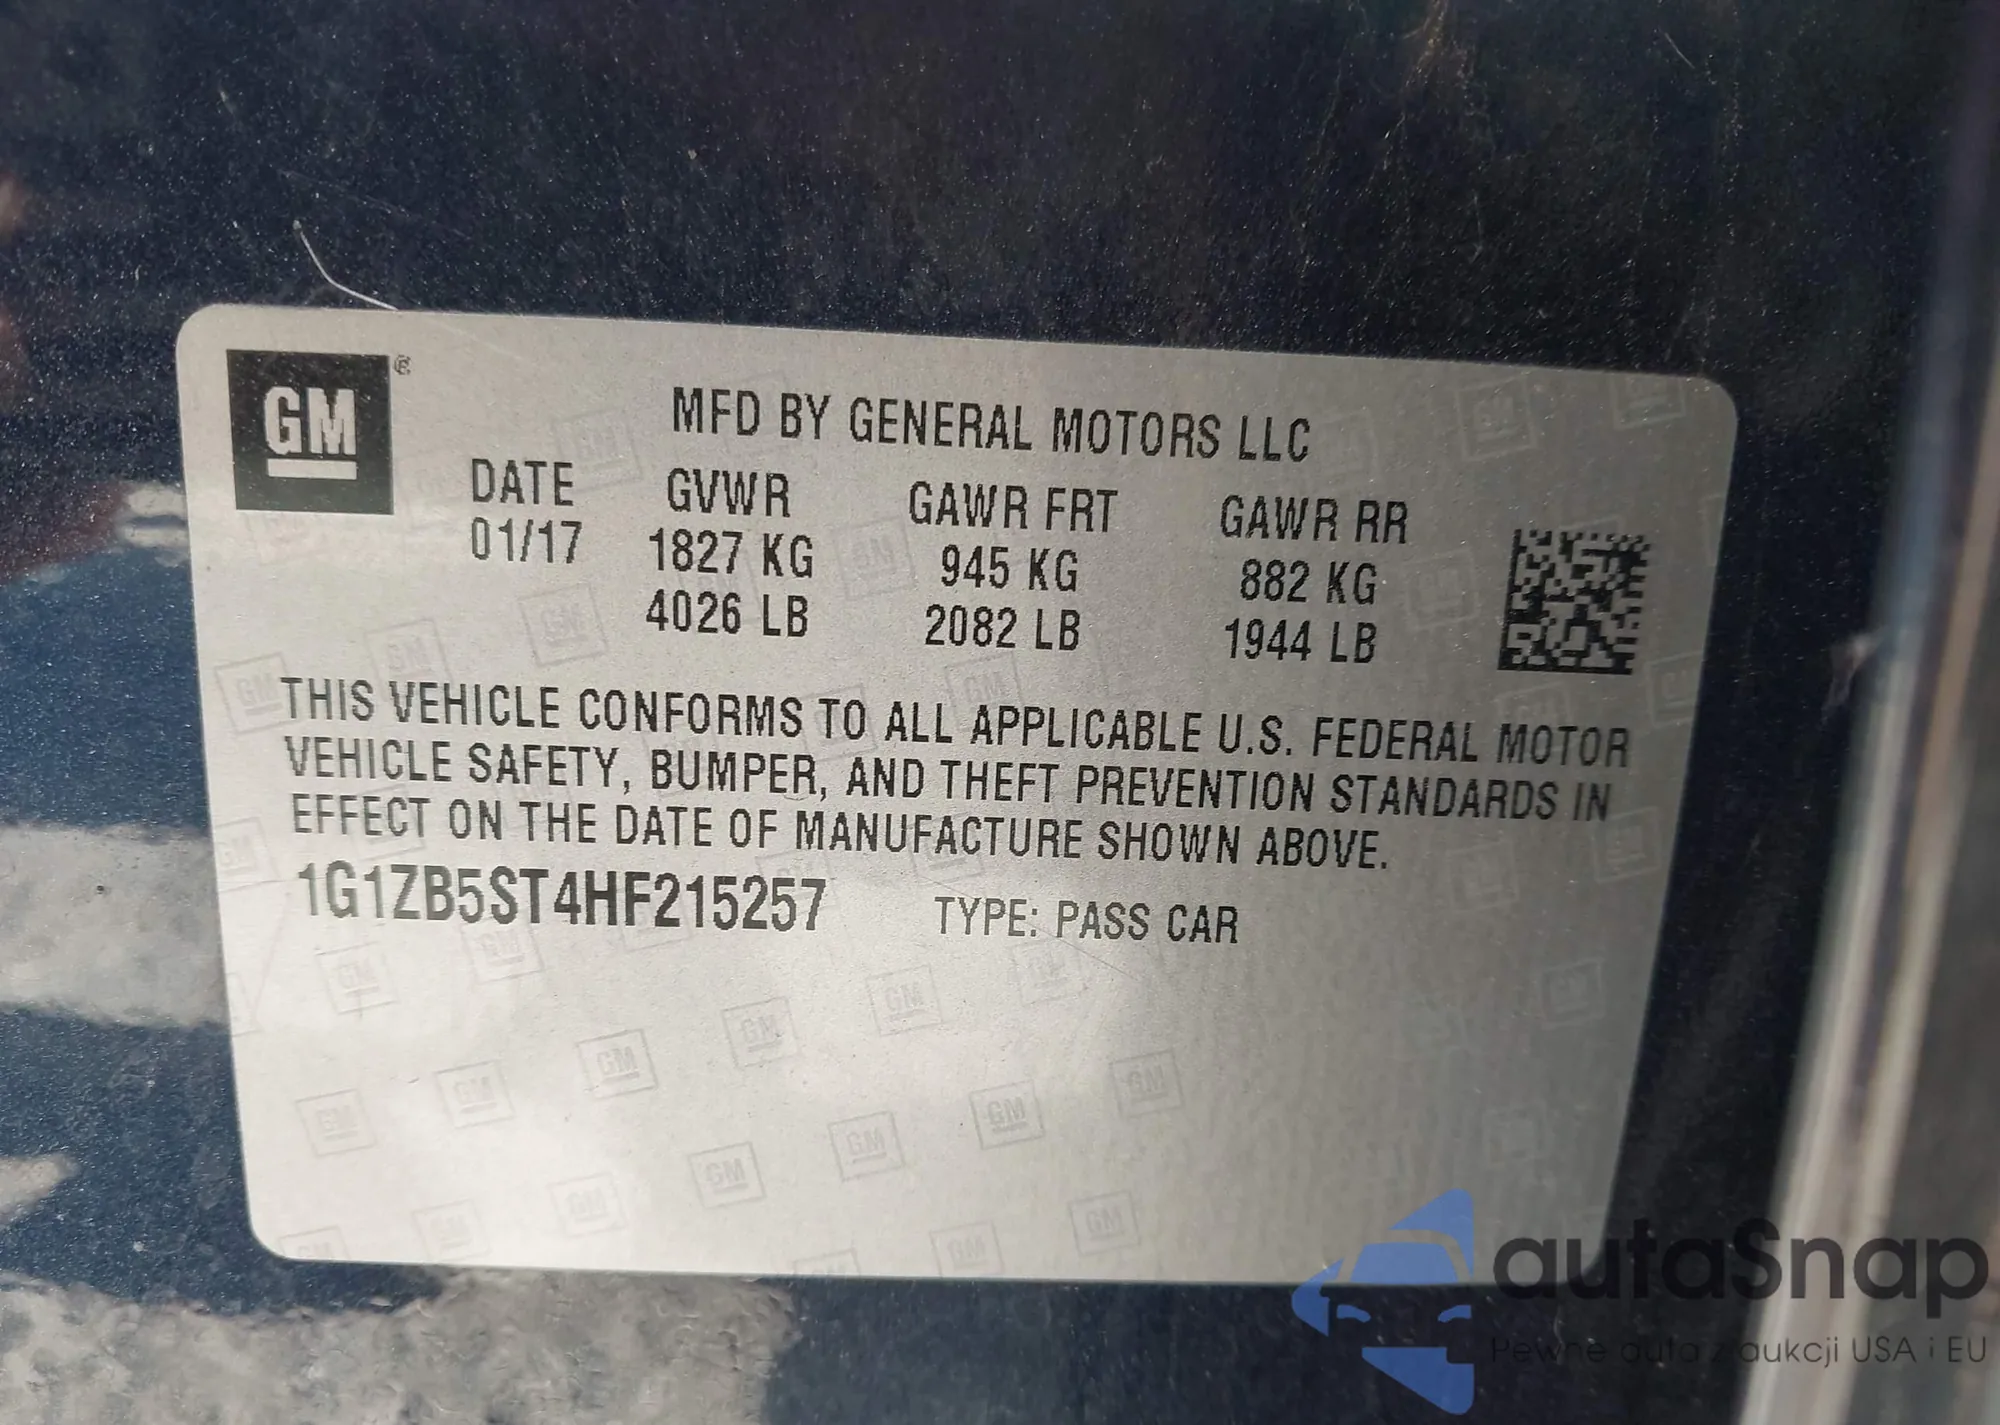 GM ®
MFD BY GENERAL MOTORS LLC
DATE GVWR GAWR FRT GAWR RR
01/17 1827 KG 945 KG 882 KG
4026 LB 2082 LB 1944 LB
THIS VEHICLE CONFORMS TO ALL APPLICABLE U.S. FEDERAL MOTOR
VEHICLE SAFETY, BUMPER, AND THEFT PREVENTION STANDARDS IN
EFFECT ON THE DATE OF MANUFACTURE SHOWN ABOVE.
1G1ZB5ST4HF215257 TYPE: PASS CAR
autaSnap
Pewne auta z aukcji USA i EU